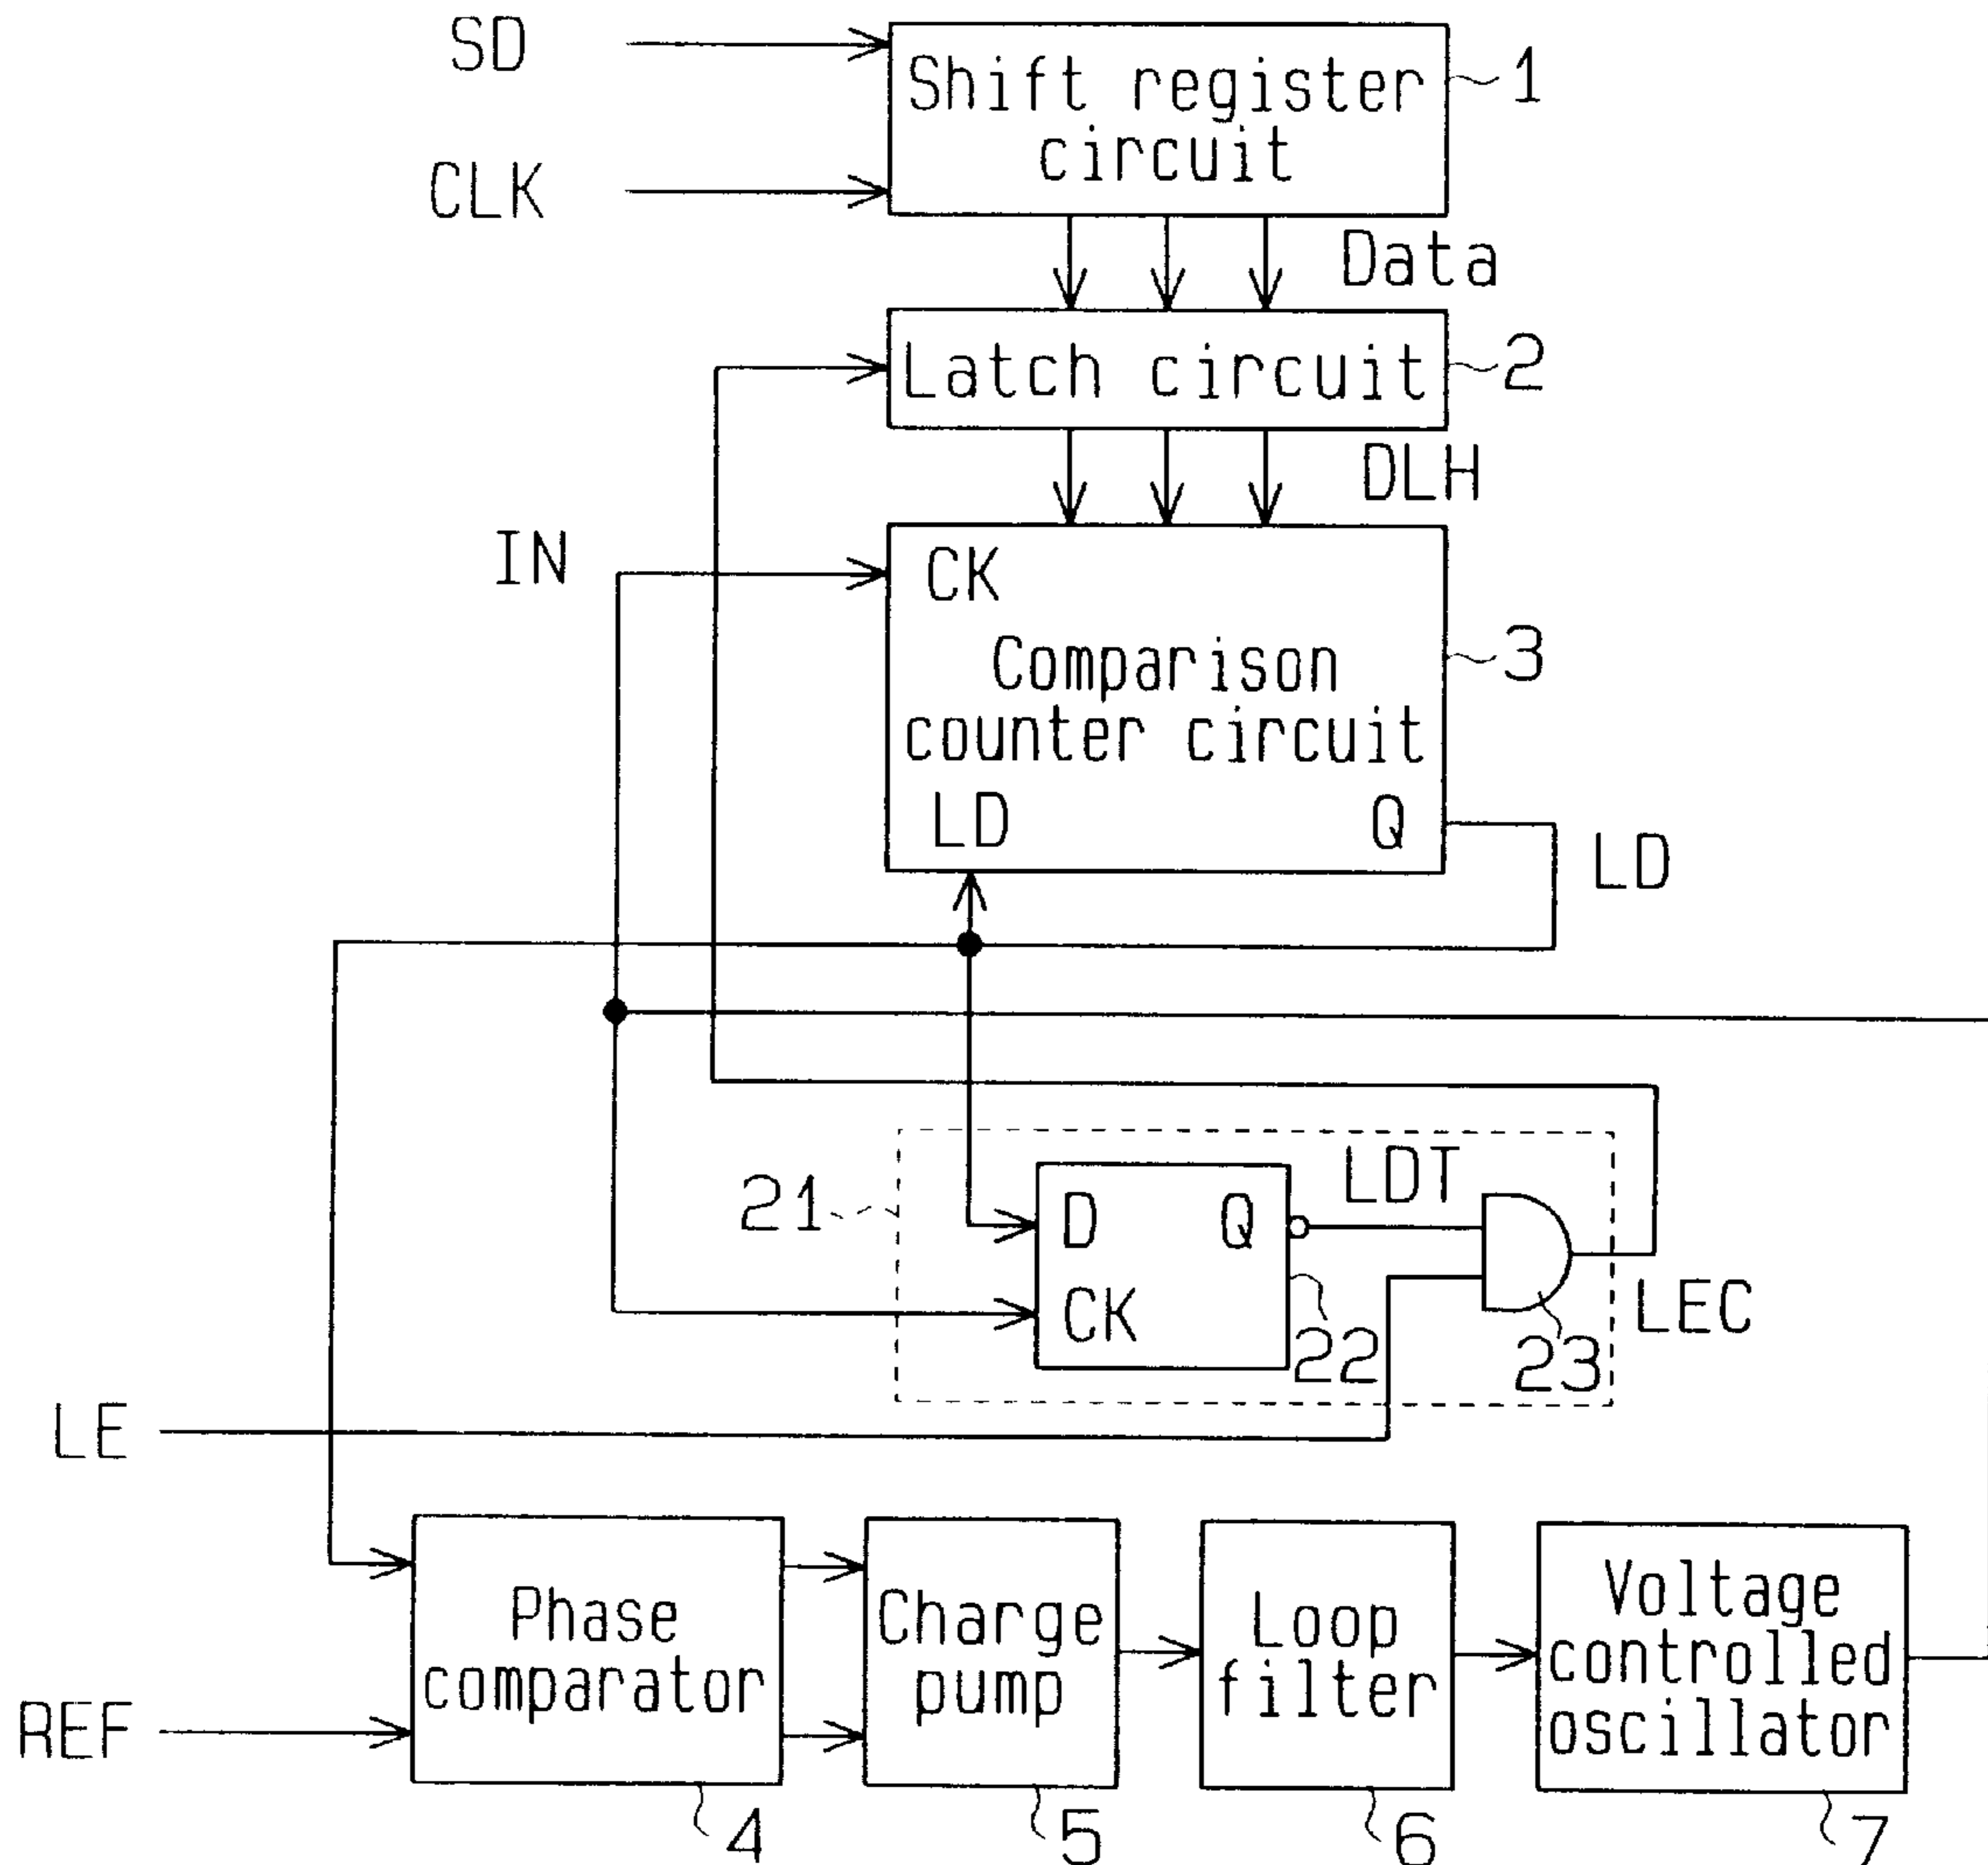 SD
Shift register
circuit
1
CLK
Data
Latch circuit
2
DLH
IN
CK
Comparison
counter circuit
3
LD
Q
LD
21
D
Q
CK
22
LDT
23
LEC
LE
REF
Phase
comparator
4
Charge
pump
5
Loop
filter
6
Voltage
controlled
oscillator
7